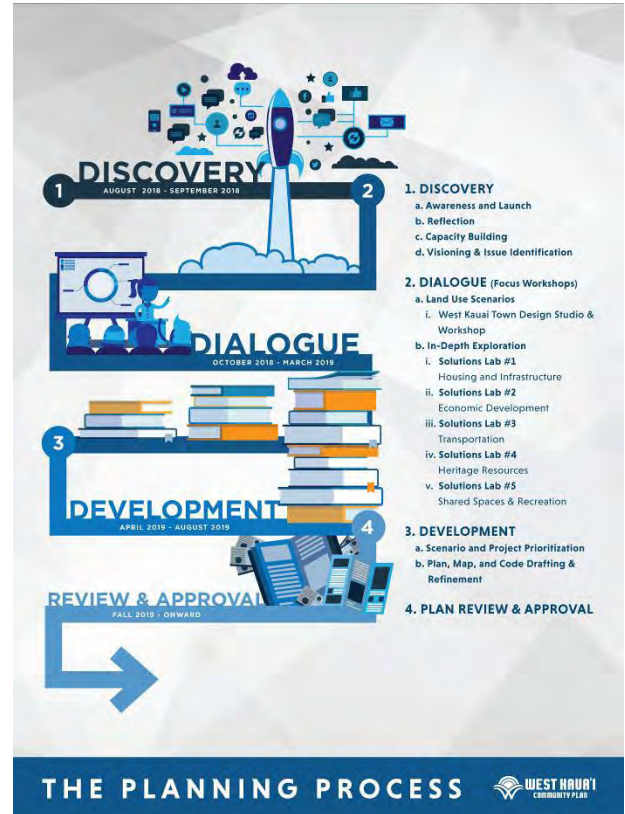 DISCOVERY
1
AUGUST 2018 - SEPTEMBER 2018
2
DIALOGUE
OCTOBER 2018 - MARCH 2019
3
DEVELOPMENT
APRIL 2019 - AUGUST 2019
4
REVIEW & APPROVAL
FALL 2019 - ONWARD
1. DISCOVERY
a. Awareness and Launch
b. Reflection
c. Capacity Building
d. Visioning & Issue Identification
2. DIALOGUE (Focus Workshops)
a. Land Use Scenarios
i. West Kauai Town Design Studio &
Workshop
b. In-Depth Exploration
i. Solutions Lab #1
Housing and Infrastructure
ii. Solutions Lab #2
Economic Development
iii. Solutions Lab #3
Transportation
iv. Solutions Lab #4
Heritage Resources
v. Solutions Lab #5
Shared Spaces & Recreation
3. DEVELOPMENT
a. Scenario and Project Prioritization
b. Plan, Map, and Code Drafting &
Refinement
4. PLAN REVIEW & APPROVAL
THE PLANNING PROCESS
WEST KAUA'I
COMMUNITY PLAN